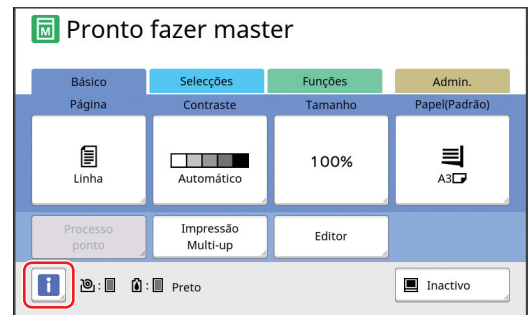 M Pronto fazer master
Básico Selecções Funções Admin.
Página Contraste Tamanho Papel(Padrão)
Linha Automático 100% A3
Processo ponto
Impressão Multi-up
Editor
i : : Preto Inactivo